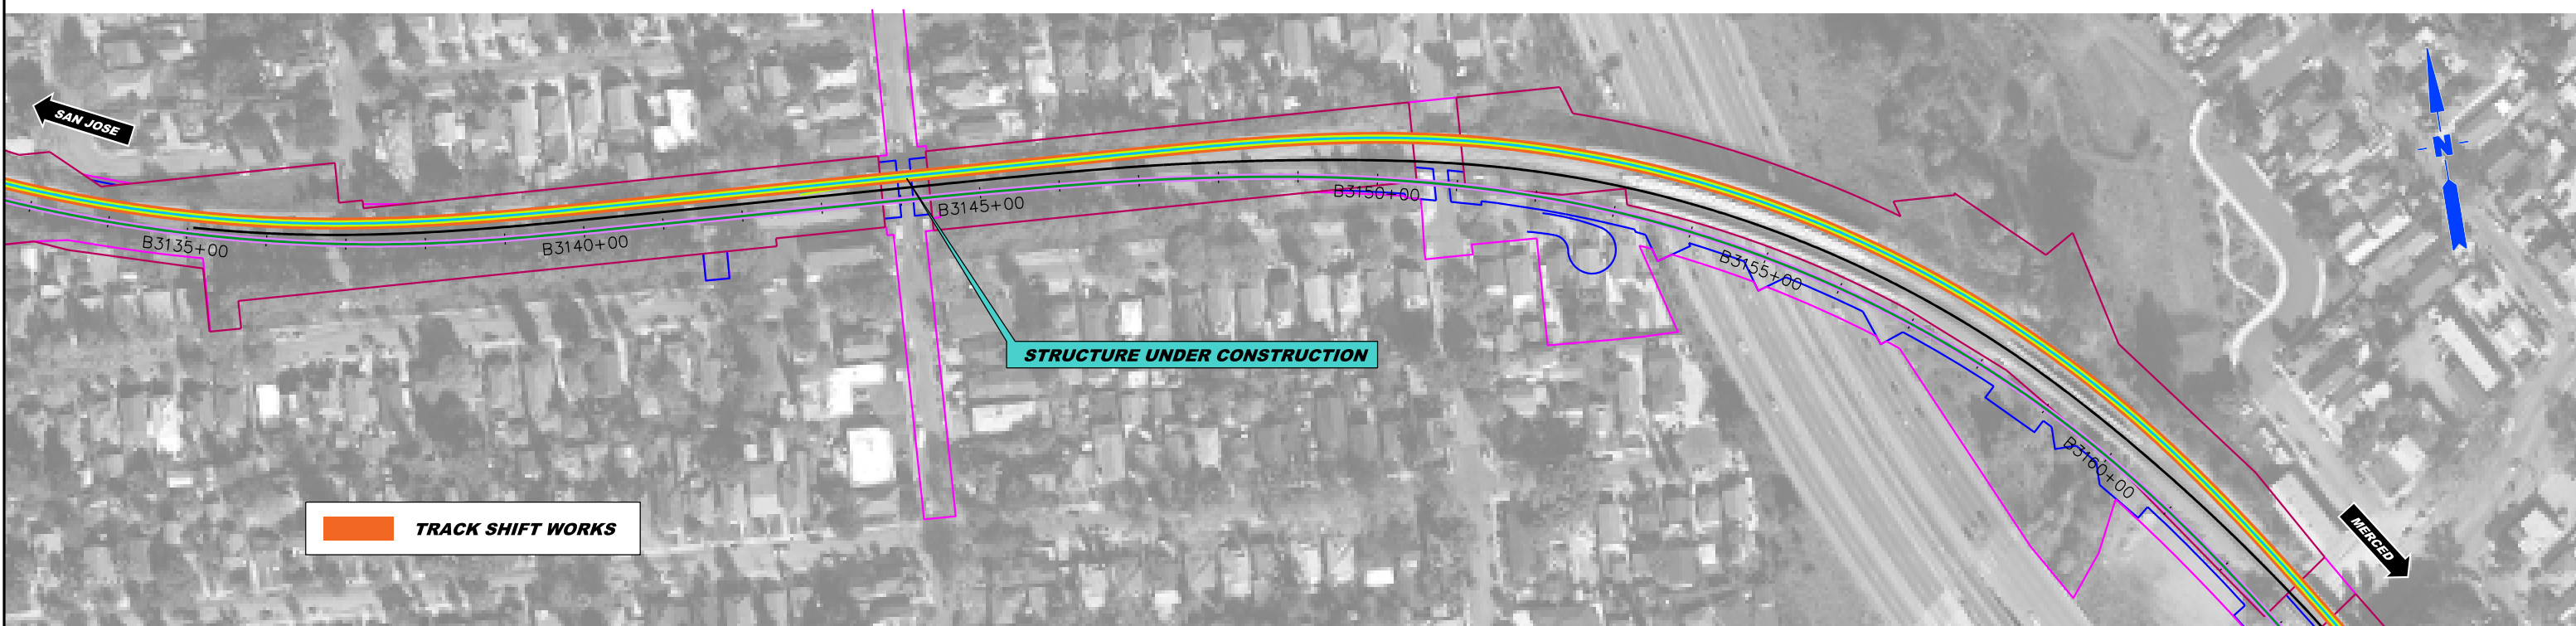 SAN JOSE
N
B3135+00
B3140+00
B3145+00
B3150+00
B3155+00
B3160+00
STRUCTURE UNDER CONSTRUCTION
TRACK SHIFT WORKS
MERCED